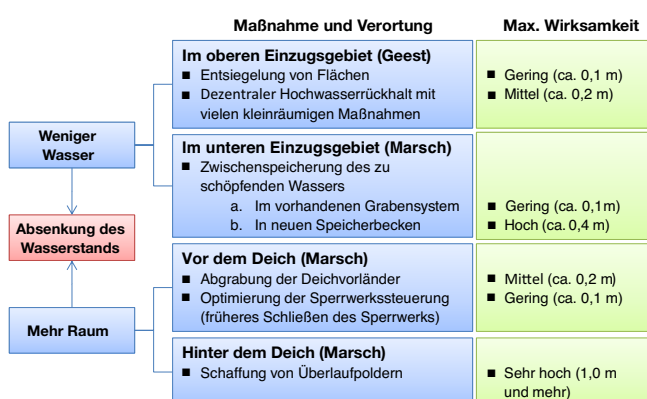 Maßnahme und Verortung
Max. Wirksamkeit
Weniger
Wasser
Absenkung des
Wasserstands
Mehr Raum
Im oberen Einzugsgebiet (Geest)
■ Entsiegelung von Flächen
■ Dezentraler Hochwasserrückhalt mit
vielen kleinräumigen Maßnahmen
■ Gering (ca. 0,1 m)
■ Mittel (ca. 0,2 m)
Im unteren Einzugsgebiet (Marsch)
■ Zwischenspeicherung des zu
schöpfenden Wassers
a. Im vorhandenen Grabensystem
b. In neuen Speicherbecken
■ Gering (ca. 0,1m)
■ Hoch (ca. 0,4 m)
Vor dem Deich (Marsch)
■ Abgrabung der Deichvorländer
■ Optimierung der Sperrwerkssteuerung
(früheres Schließen des Sperrwerks)
■ Mittel (ca. 0,2 m)
■ Gering (ca. 0,1 m)
Hinter dem Deich (Marsch)
■ Schaffung von Überlaufpoldern
■ Sehr hoch (1,0 m
und mehr)